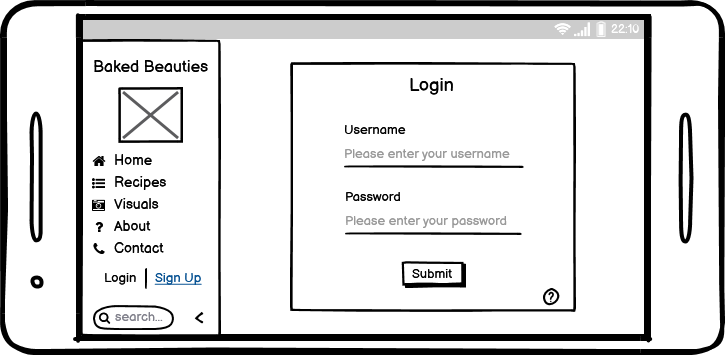 22:10
Baked Beauties
Home
Recipes
Visuals
? About
Contact
Login | Sign Up
search... <
Login
Username
Please enter your username
Password
Please enter your password
Submit
?